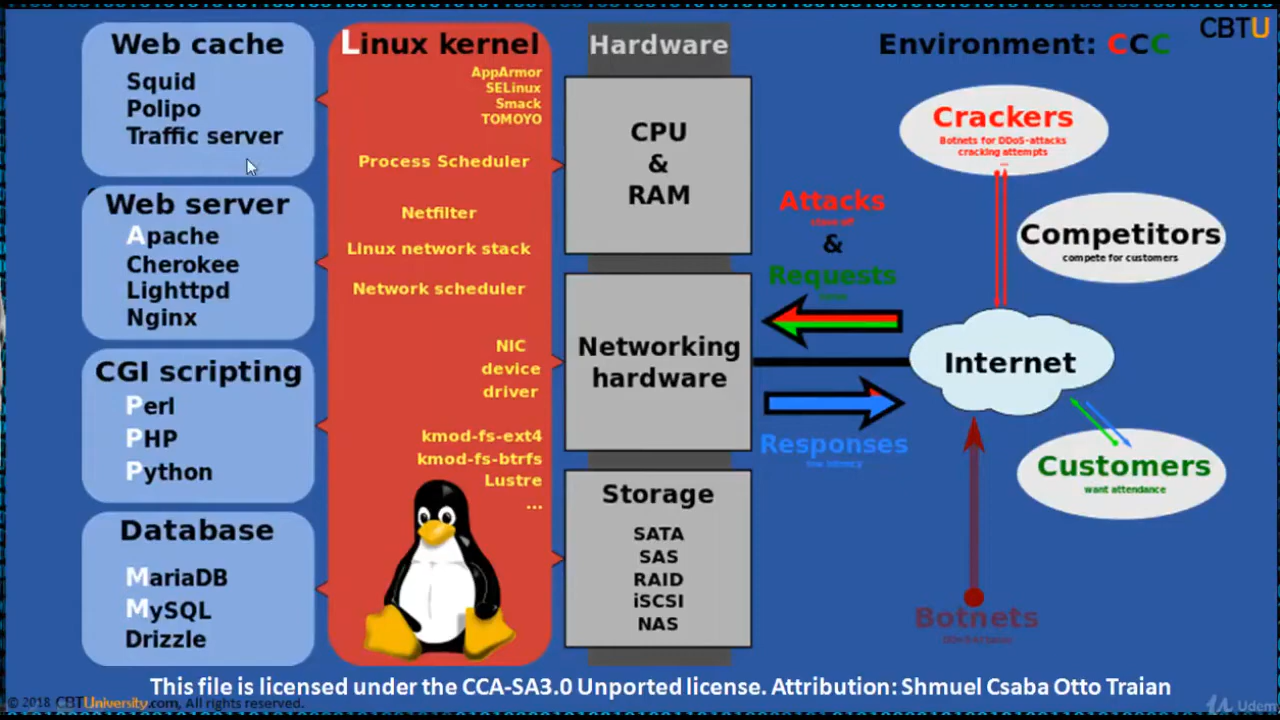 Web cache
Squid
Polipo
Traffic server
Web server
Apache
Cherokee
Lighttpd
Nginx
CGI scripting
Perl
PHP
Python
Database
MariaDB
MySQL
Drizzle
Linux kernel
AppArmor
SELinux
Smack
TOMOYO
Process Scheduler
Netfilter
Linux network stack
Network scheduler
NIC
device
driver
kmod-fs-ext4
kmod-fs-btrfs
Lustre
...
Hardware
CPU
&
RAM
Networking
hardware
Storage
SATA
SAS
RAID
iSCSI
NAS
Environment: CCC
CBTU
Crackers
Botnets for DDoS-attacks
cracking attempts
...
Competitors
compete for customers
Attacks
&
Requests
Internet
Responses
low latency
Customers
want attendance
Botnets
This file is licensed under the CCA-SA3.0 Unported license. Attribution: Shmuel Csaba Otto Traian
© 2018 CBTUniversity.com, All rights reserved.